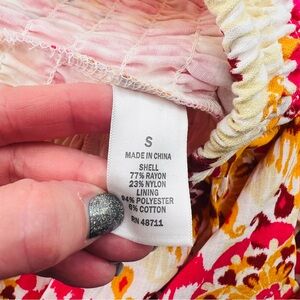 S
MADE IN CHINA
SHELL
77% RAYON
23% NYLON
LINING
94% POLYESTER
6% COTTON
RN 48711